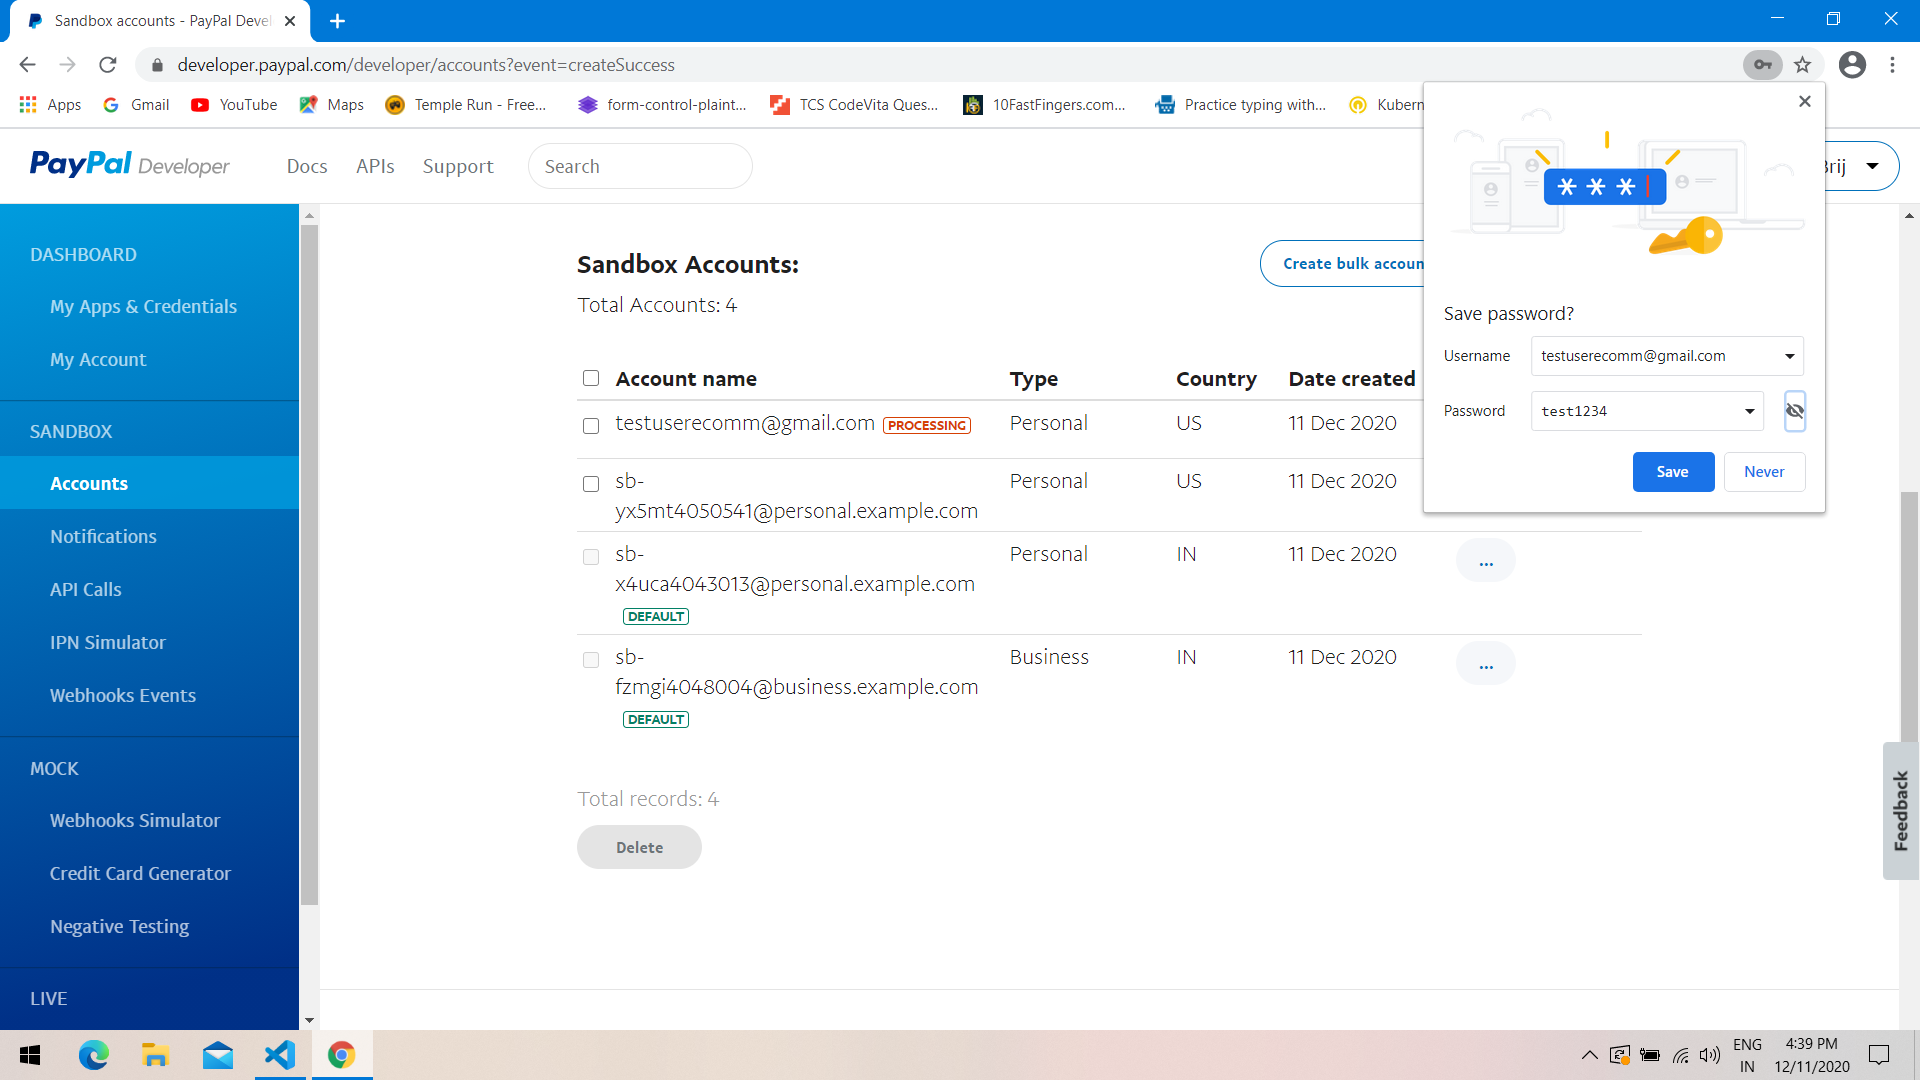 Sandbox accounts - PayPal Devel
developer.paypal.com/developer/accounts?event=createSuccess
Apps
Gmail
YouTube
Maps
Temple Run - Free...
form-control-plaint...
TCS CodeVita Ques...
10FastFingers.com...
Practice typing with...
Kubern
PayPal Developer
Docs
APIs
Support
Search
Brij
DASHBOARD
My Apps & Credentials
My Account
SANDBOX
Accounts
Notifications
API Calls
IPN Simulator
Webhooks Events
MOCK
Webhooks Simulator
Credit Card Generator
Negative Testing
LIVE
Sandbox Accounts:
Create bulk accoun
Total Accounts: 4
Account name Type Country Date created
testuserecomm@gmail.com PROCESSING Personal US 11 Dec 2020
sb- Personal US 11 Dec 2020
yx5mt4050541@personal.example.com
sb- Personal IN 11 Dec 2020 ...
x4uca4043013@personal.example.com
DEFAULT
sb- Business IN 11 Dec 2020 ...
fzmgi4048004@business.example.com
DEFAULT
Total records: 4
Delete
* * *
Save password?
Username testuserecomm@gmail.com
Password test1234
Save Never
Feedback
ENG
IN
4:39 PM
12/11/2020